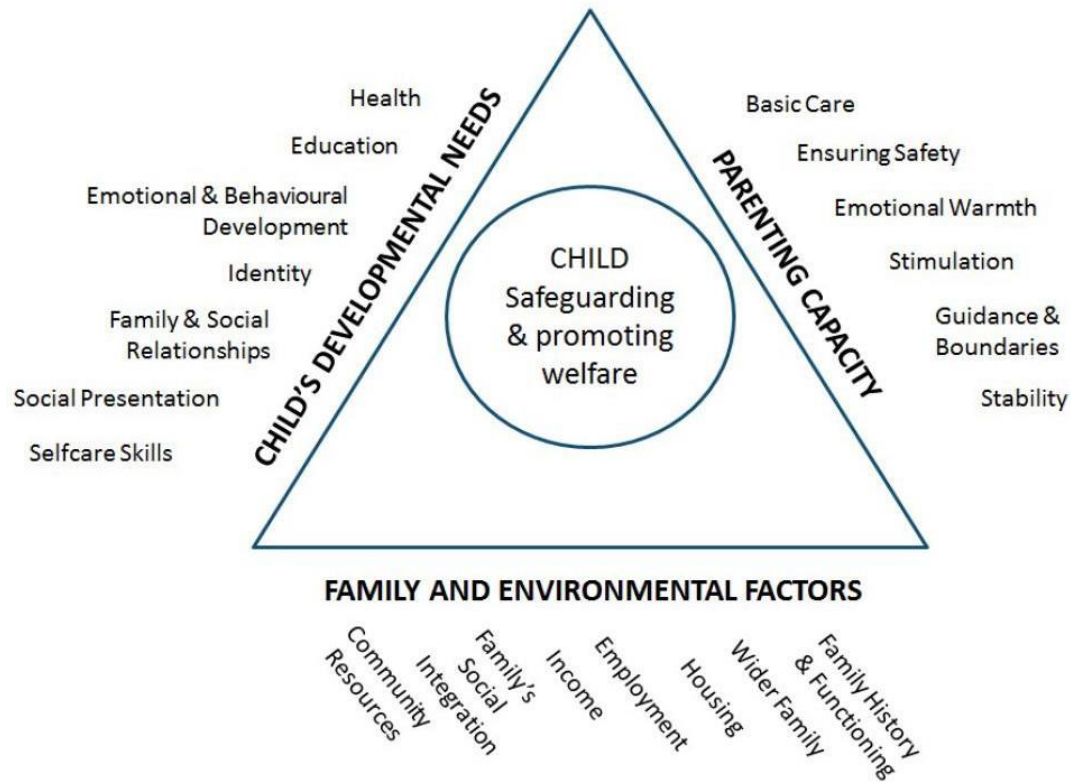 Health
Education
Emotional & Behavioural
Development
Identity
Family & Social
Relationships
Social Presentation
Selfcare Skills
CHILD'S DEVELOPMENTAL NEEDS
CHILD
Safeguarding
& promoting
welfare
PARENTING CAPACITY
Basic Care
Ensuring Safety
Emotional Warmth
Stimulation
Guidance &
Boundaries
Stability
FAMILY AND ENVIRONMENTAL FACTORS
Community
Resources
Family's
Social
Integration
Income
Employment
Housing
Wider Family
Family History
& Functioning